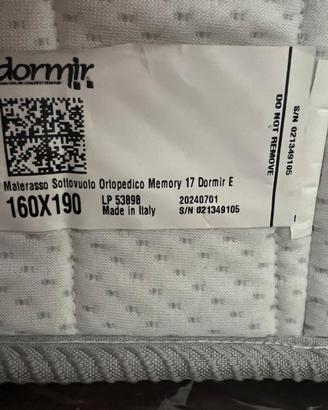 dormir
Materasso Sottovuoto Ortopedico Memory 17 Dormir E
160X190
LP 53898
Made in Italy
20240701
S/N 021349105
DO NOT REMOVE
S/N 021349105